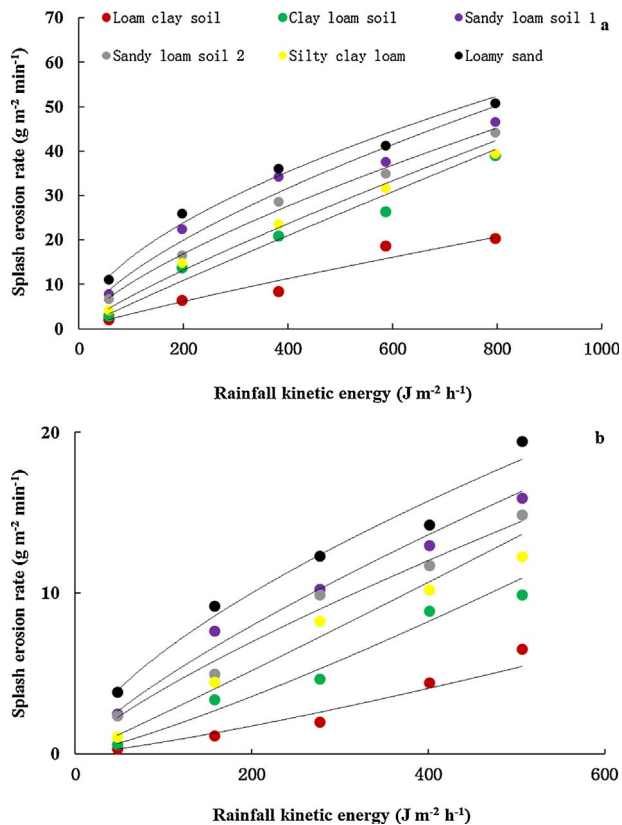 Loam clay soil Clay loam soil Sandy loam soil 1
Sandy loam soil 2 Silty clay loam Loamy sand
a
70
60
50
40
30
20
10
0
Splash erosion rate (g m⁻² min⁻¹)
0 200 400 600 800 1000
Rainfall kinetic energy (J m⁻² h⁻¹)
b
20
10
0
Splash erosion rate (g m⁻² min⁻¹)
0 200 400 600
Rainfall kinetic energy (J m⁻² h⁻¹)